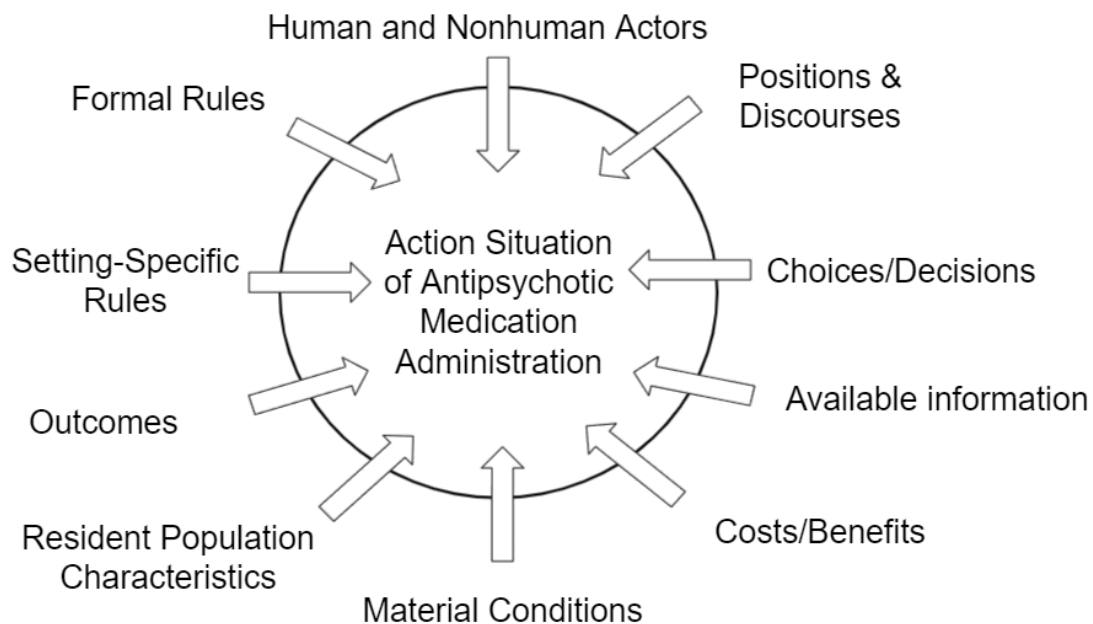 Human and Nonhuman Actors
Formal Rules
Positions &
Discourses
Setting-Specific
Rules
Action Situation
of Antipsychotic
Medication
Administration
Choices/Decisions
Outcomes
Available information
Resident Population
Characteristics
Costs/Benefits
Material Conditions